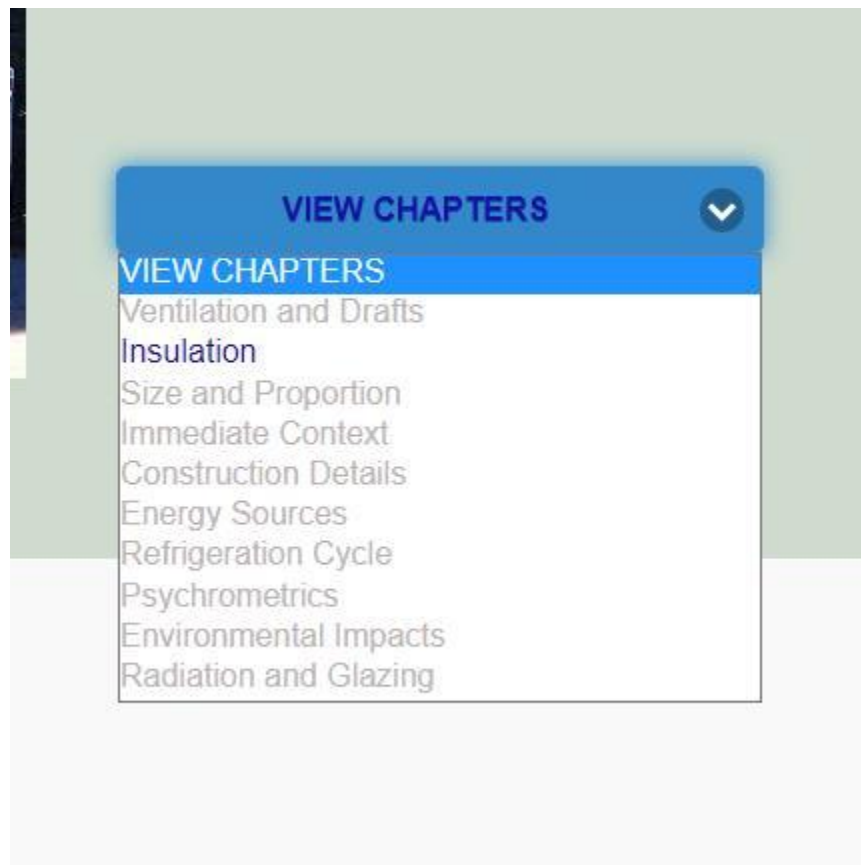 VIEW CHAPTERS
VIEW CHAPTERS
Ventilation and Drafts
Insulation
Size and Proportion
Immediate Context
Construction Details
Energy Sources
Refrigeration Cycle
Psychrometrics
Environmental Impacts
Radiation and Glazing